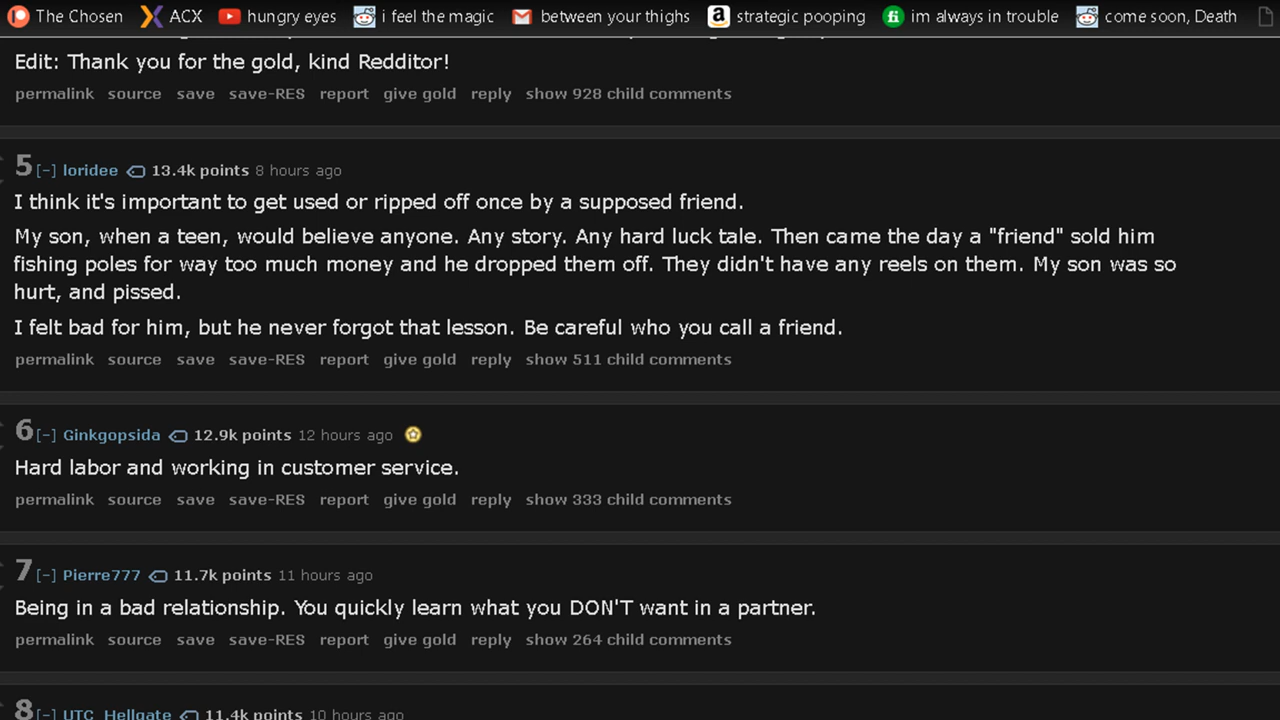 The Chosen ACX hungry eyes i feel the magic between your thighs strategic pooping im always in trouble come soon, Death
Edit: Thank you for the gold, kind Redditor!
permalink source save save-RES report give gold reply show 928 child comments
5 [-] loridee 13.4k points 8 hours ago
I think it's important to get used or ripped off once by a supposed friend.
My son, when a teen, would believe anyone. Any story. Any hard luck tale. Then came the day a "friend" sold him
fishing poles for way too much money and he dropped them off. They didn't have any reels on them. My son was so
hurt, and pissed.
I felt bad for him, but he never forgot that lesson. Be careful who you call a friend.
permalink source save save-RES report give gold reply show 511 child comments
6 [-] Ginkgopsida 12.9k points 12 hours ago
Hard labor and working in customer service.
permalink source save save-RES report give gold reply show 333 child comments
7 [-] Pierre777 11.7k points 11 hours ago
Being in a bad relationship. You quickly learn what you DON'T want in a partner.
permalink source save save-RES report give gold reply show 264 child comments
8 [-] UTC_Hellgate 11.4k points 10 hours ago